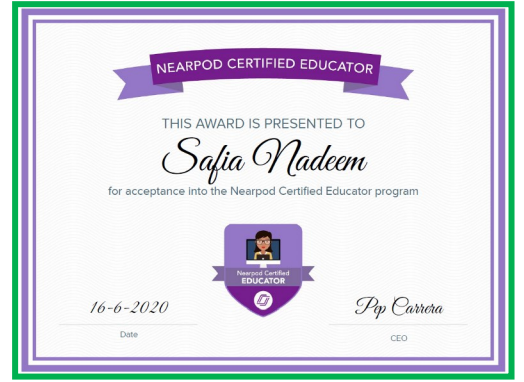 NEARPOD CERTIFIED EDUCATOR
THIS AWARD IS PRESENTED TO
Safia Nadeem
for acceptance into the Nearpod Certified Educator program
Nearpod Certified
EDUCATOR
16-6-2020
Pep Carrera
Date
CEO